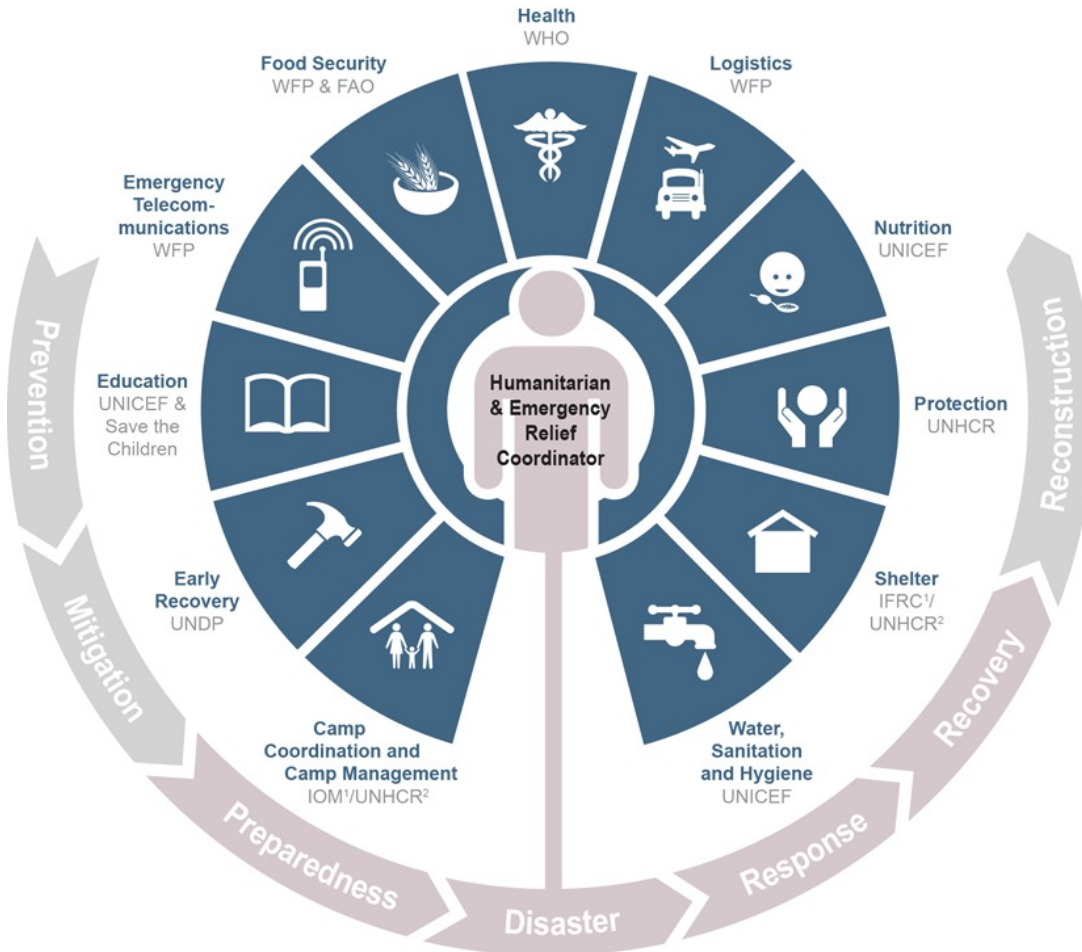 Health
WHO
Food Security
WFP & FAO
Logistics
WFP
Emergency
Telecom-
munications
WFP
Nutrition
UNICEF
Education
UNICEF &
Save the
Children
Humanitarian
& Emergency
Relief
Coordinator
Protection
UNHCR
Early
Recovery
UNDP
Shelter
IFRC¹/
UNHCR²
Camp
Coordination and
Camp Management
IOM¹/UNHCR²
Water,
Sanitation
and Hygiene
UNICEF
Prevention
Mitigation
Preparedness
Disaster
Response
Recovery
Reconstruction